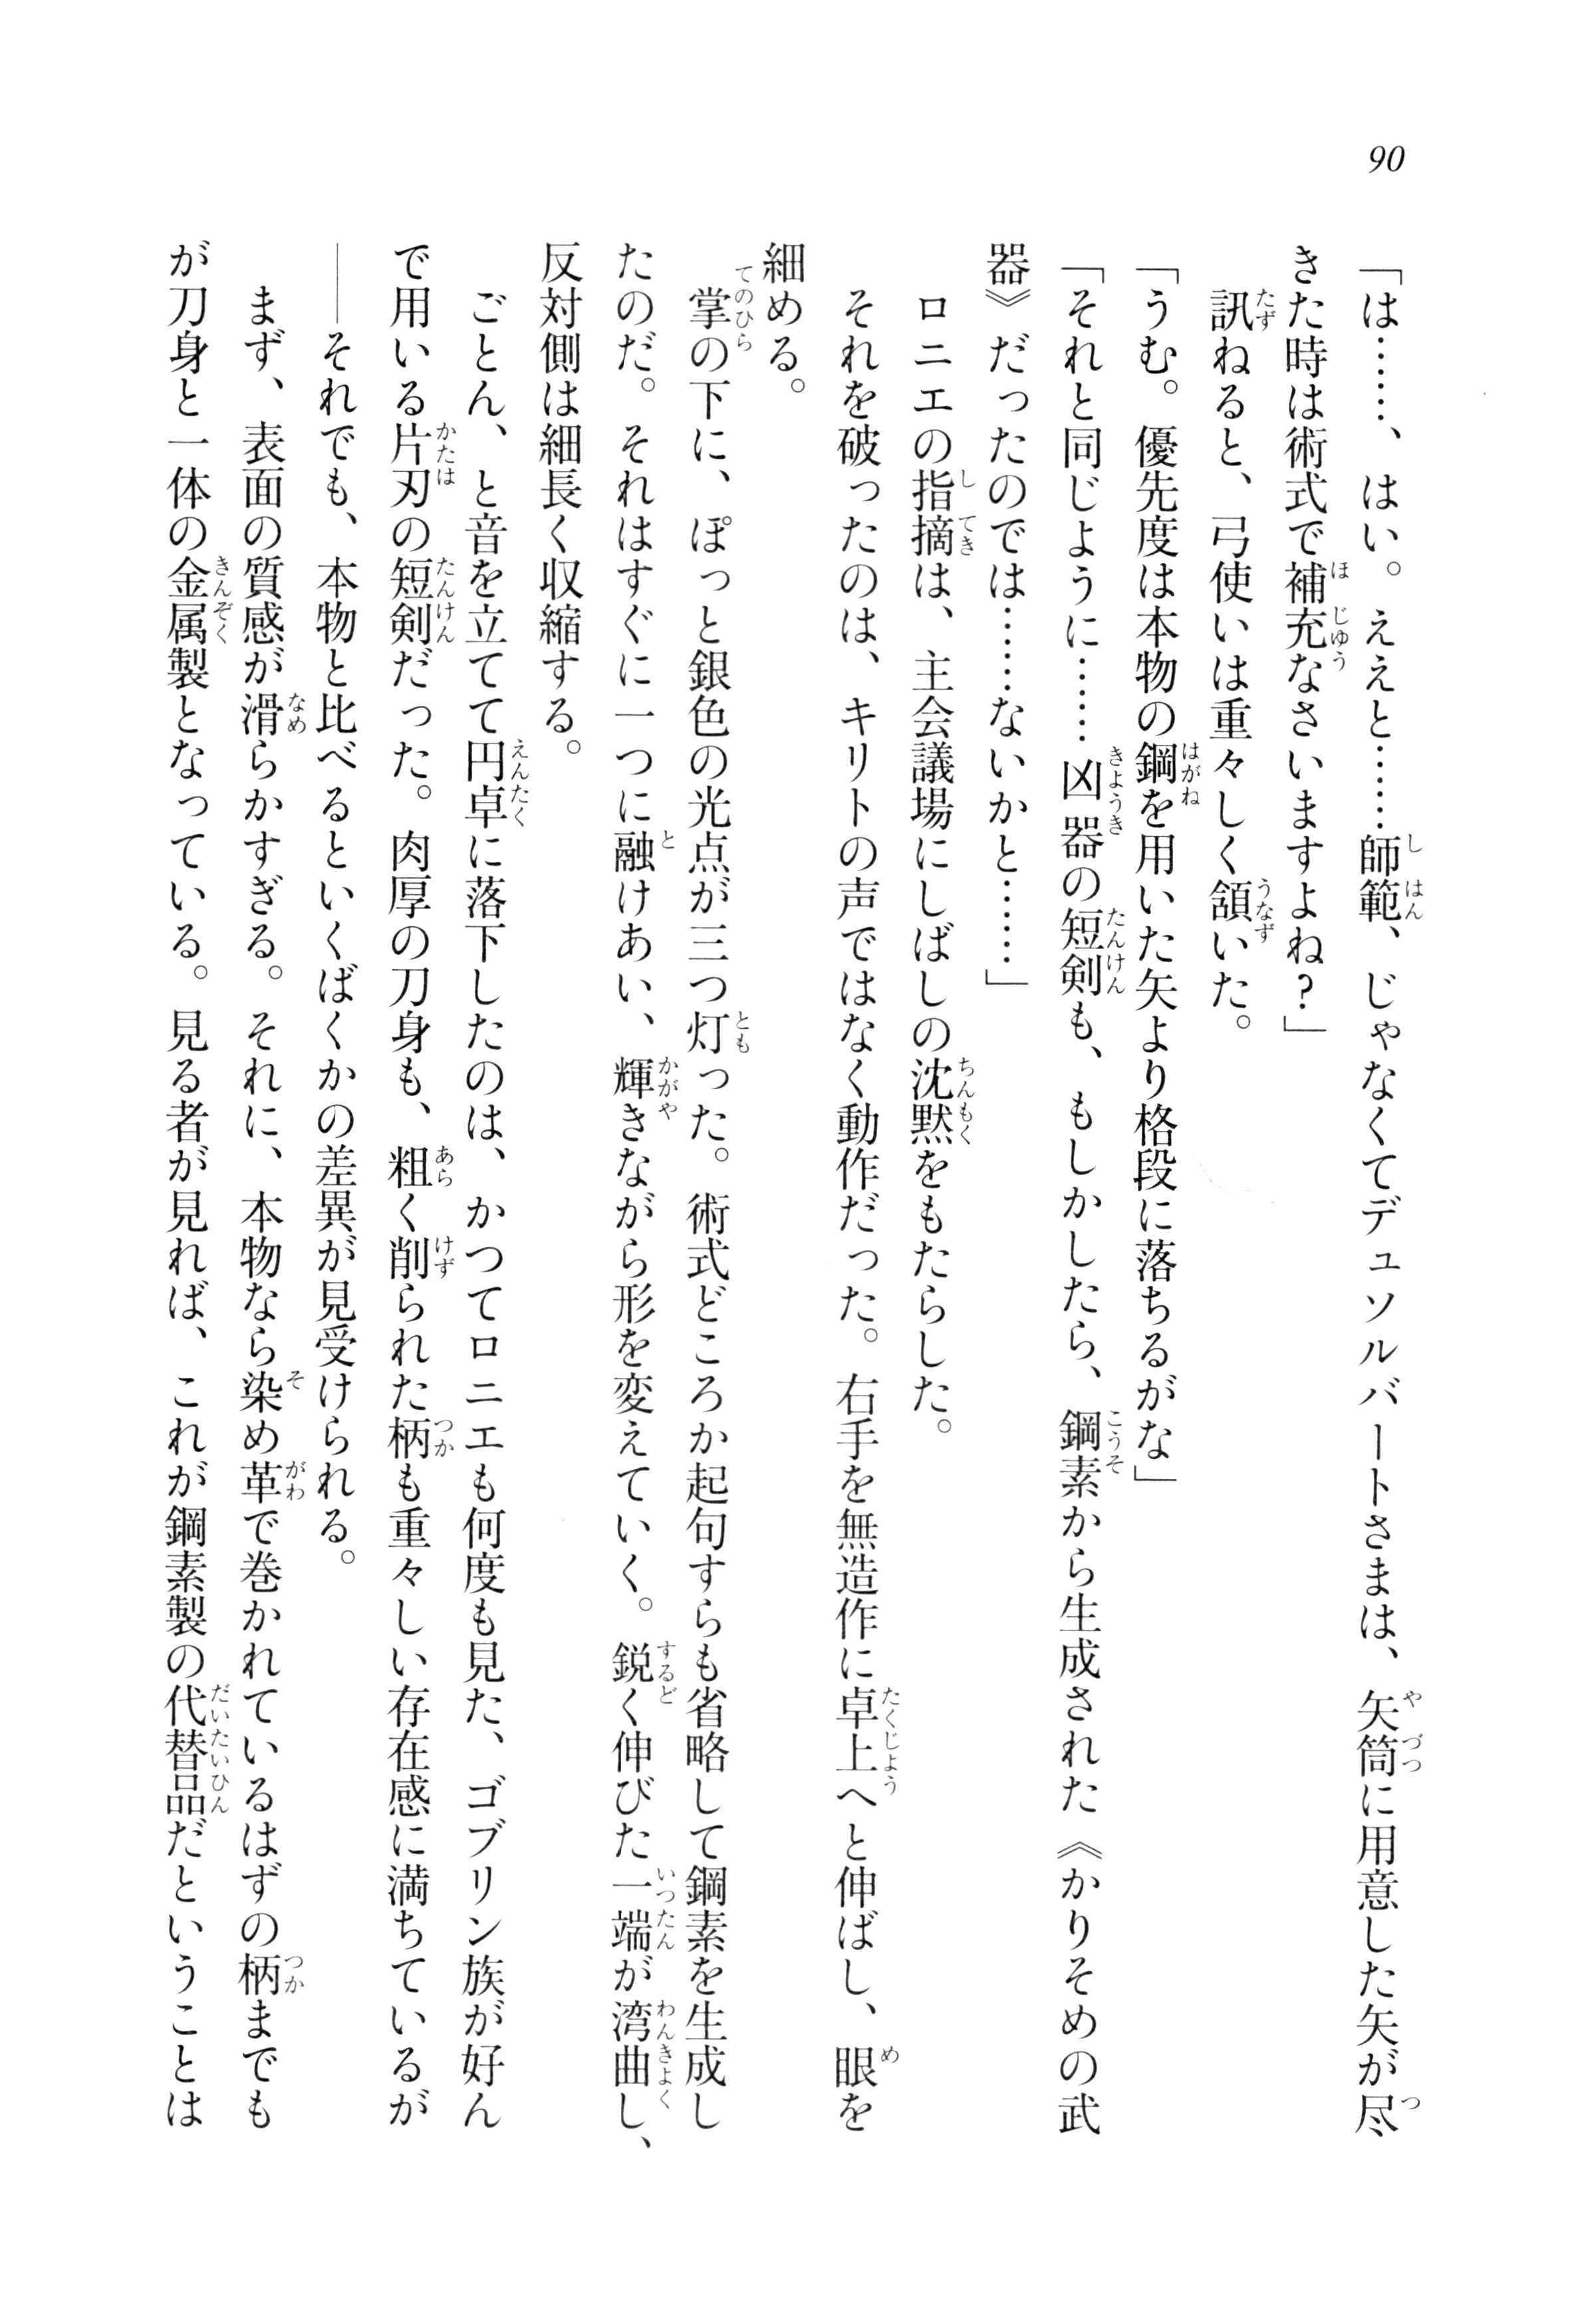 90
「は……、はい。ええと……師範、じゃなくてデュソルバートさまは、矢筒に用意した矢が尽
きた時は術式で補充なさいますよね？」
　訊ねると、弓使いは重々しく頷いた。
「うむ。優先度は本物の鋼を用いた矢より格段に落ちるがな」
「それと同じように……凶器の短剣も、もしかしたら、鋼素から生成された《かりそめの武
器》だったのでは……ないかと……」
　ロニエの指摘は、主会議場にしばしの沈黙をもたらした。
　それを破ったのは、キリトの声ではなく動作だった。右手を無造作に卓上へと伸ばし、眼を
細める。
　掌の下に、ぽっと銀色の光点が三つ灯った。術式どころか起句すらも省略して鋼素を生成し
たのだ。それはすぐに一つに融けあい、輝きながら形を変えていく。鋭く伸びた一端が湾曲し、
反対側は細長く収縮する。
　ごとん、と音を立てて円卓に落下したのは、かつてロニエも何度も見た、ゴブリン族が好ん
で用いる片刃の短剣だった。肉厚の刀身も、粗く削られた柄も重々しい存在感に満ちているが
――それでも、本物と比べるといくばくかの差異が見受けられる。
　まず、表面の質感が滑らかすぎる。それに、本物なら染め革で巻かれているはずの柄までも
が刀身と一体の金属製となっている。見る者が見れば、これが鋼素製の代替品だということは